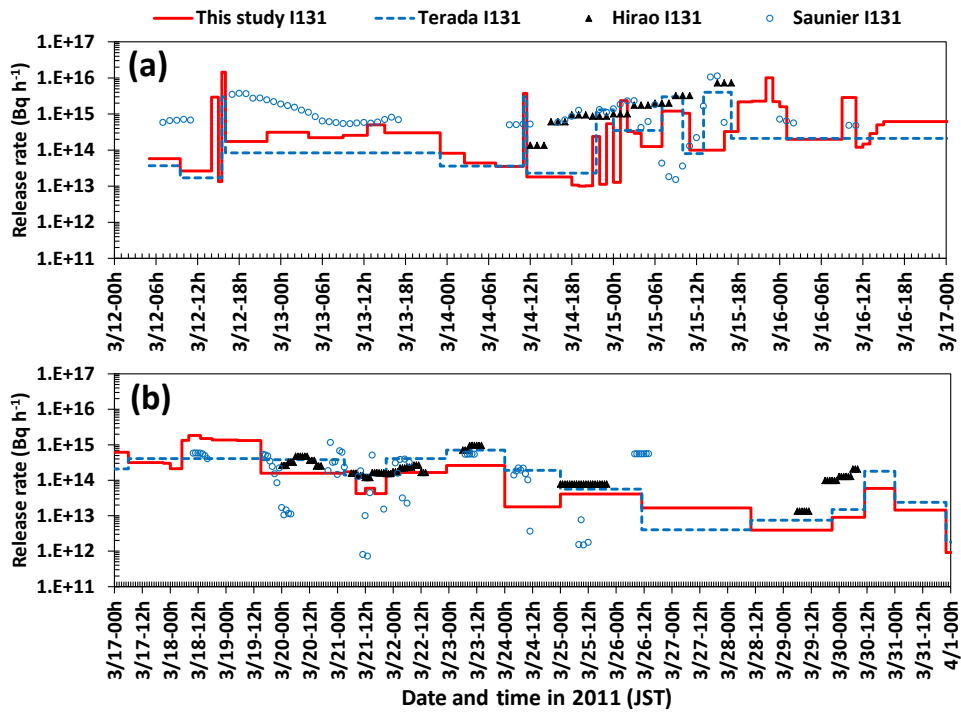 This study I131 Terada I131 Hirao I131 Saunier I131
(a)
Release rate (Bq h⁻¹)
1.E+17
1.E+16
1.E+15
1.E+14
1.E+13
1.E+12
1.E+11
3/12-00h
3/12-06h
3/12-12h
3/12-18h
3/13-00h
3/13-06h
3/13-12h
3/13-18h
3/14-00h
3/14-06h
3/14-12h
3/14-18h
3/15-00h
3/15-06h
3/15-12h
3/15-18h
3/16-00h
3/16-06h
3/16-12h
3/16-18h
3/17-00h
(b)
Release rate (Bq h⁻¹)
1.E+17
1.E+16
1.E+15
1.E+14
1.E+13
1.E+12
1.E+11
3/17-00h
3/17-12h
3/18-00h
3/18-12h
3/19-00h
3/19-12h
3/20-00h
3/20-12h
3/21-00h
3/21-12h
3/22-00h
3/22-12h
3/23-00h
3/23-12h
3/24-00h
3/24-12h
3/25-00h
3/25-12h
3/26-00h
3/26-12h
3/27-00h
3/27-12h
3/28-00h
3/28-12h
3/29-00h
3/29-12h
3/30-00h
3/30-12h
3/31-00h
3/31-12h
4/1-00h
Date and time in 2011 (JST)